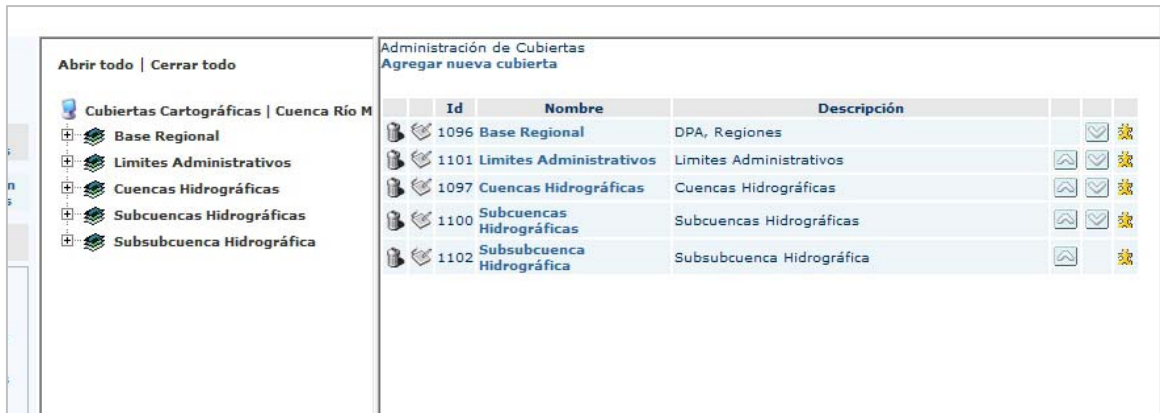 Abrir todo | Cerrar todo
Cubiertas Cartográficas | Cuenca Río M
Base Regional
Limites Administrativos
Cuencas Hidrográficas
Subcuencas Hidrográficas
Subsubcuenca Hidrográfica
Administración de Cubiertas
Agregar nueva cubierta
Id Nombre Descripción
1096 Base Regional DPA, Regiones
1101 Limites Administrativos Limites Administrativos
1097 Cuencas Hidrográficas Cuencas Hidrográficas
1100 Subcuencas Hidrográficas Subcuencas Hidrográficas
1102 Subsubcuenca Hidrográfica Subsubcuenca Hidrográfica